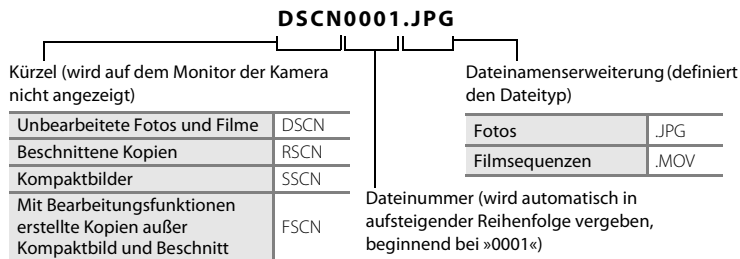 DSCN0001.JPG
Kürzel (wird auf dem Monitor der Kamera
nicht angezeigt)
Unbearbeitete Fotos und Filme DSCN
Beschnittene Kopien RSCN
Kompaktbilder SSCN
Mit Bearbeitungsfunktionen
erstellte Kopien außer
Kompaktbild und Beschnitt FSCN
Dateinummer (wird automatisch in
aufsteigender Reihenfolge vergeben,
beginnend bei »0001«)
Dateinamenserweiterung (definiert
den Dateityp)
Fotos .JPG
Filmsequenzen .MOV